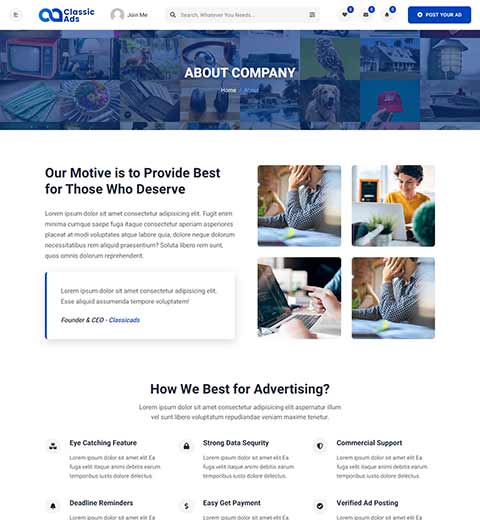 Classic
Ads
Join Me
Search, Whatever You Needs...
0
0
0
POST YOUR AD
ABOUT COMPANY
Home / About
Our Motive is to Provide Best
for Those Who Deserve
Lorem ipsum dolor sit amet consectetur adipisicing elit. Fugit enim
minima cumque saepe fuga itaque consectetur aperiam asperiores
placeat at modi voluptates atque labore quia, dolore neque dolorum
necessitatibus rem aliquid praesentium? Soluta libero rem sunt,
quos omnis dolorum reprehenderit.
Lorem ipsum dolor sit amet consectetur adipisicing elit.
Esse aliquid assumenda tempore voluptatem!
Founder & CEO - Classicads
How We Best for Advertising?
Lorem ipsum dolor sit amet consectetur adipisicing elit aspernatur illum
vel sunt libero voluptatum repudiandae veniam maxime tenetur.
Eye Catching Feature
Lorem ipsum dolor sit amet elit. Ea
fuga velit itaque animi debitis earum
temporibus iusto dolores delectus
Strong Data Sequrity
Lorem ipsum dolor sit amet elit. Ea
fuga velit itaque animi debitis earum
temporibus iusto dolores delectus
Commercial Support
Lorem ipsum dolor sit amet elit. Ea
fuga velit itaque animi debitis earum
temporibus iusto dolores delectus
Deadline Reminders
Lorem ipsum dolor sit amet elit. Ea
Easy Get Payment
Lorem ipsum dolor sit amet elit. Ea
Verified Ad Posting
Lorem ipsum dolor sit amet elit. Ea